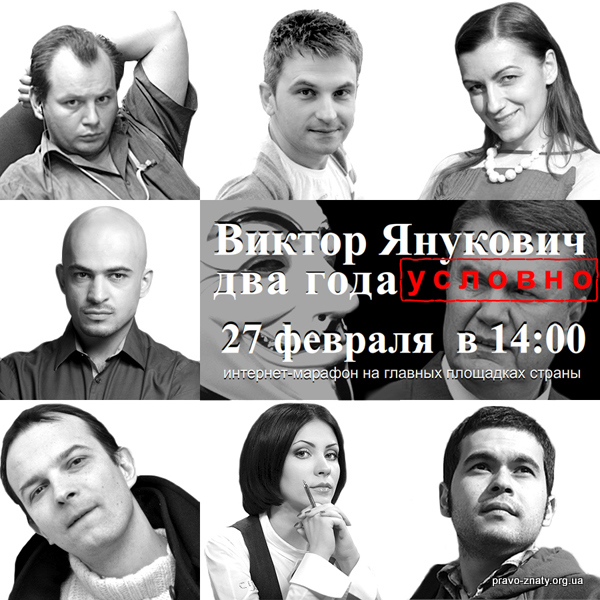 Виктор Янукович
два года условно
27 февраля в 14:00
интернет-марафон на главных площадках страны
pravo-znaty.org.ua